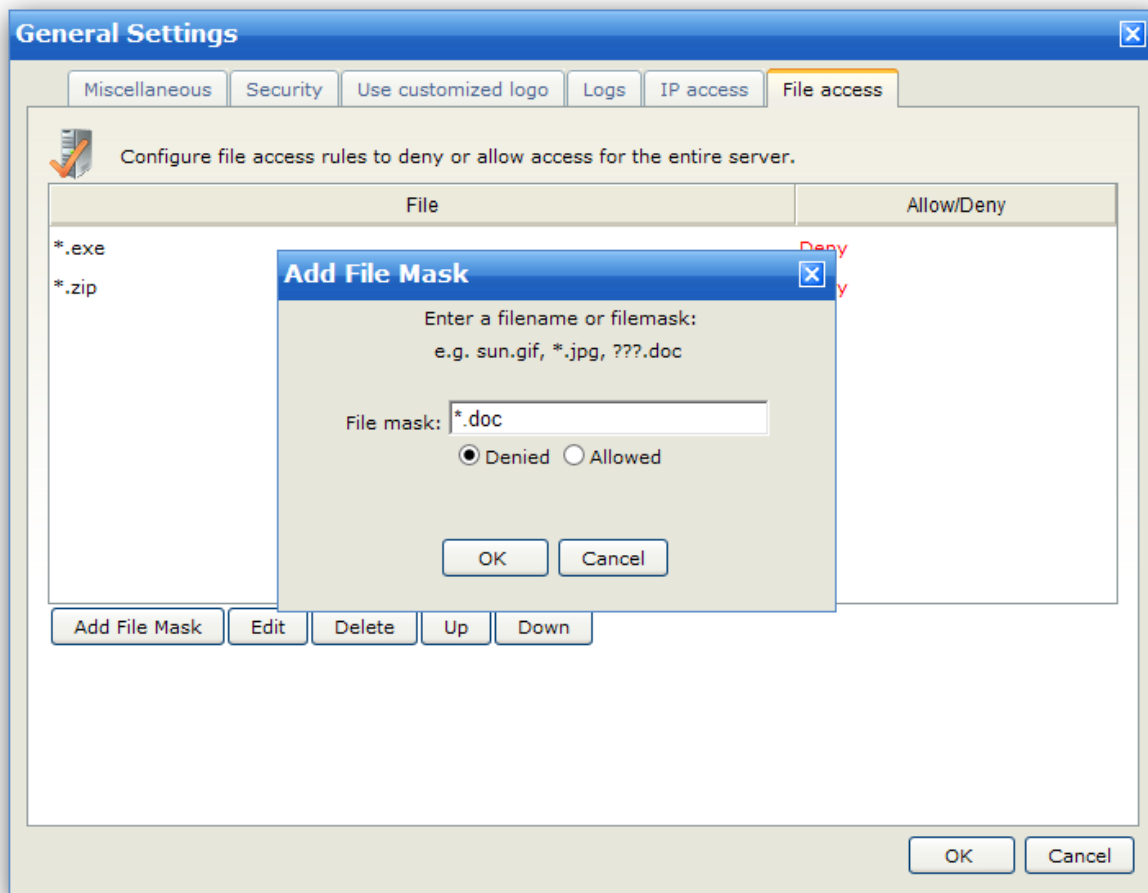 General Settings
Miscellaneous Security Use customized logo Logs IP access File access
Configure file access rules to deny or allow access for the entire server.
File Allow/Deny
*.exe Deny
*.zip
Add File Mask
Enter a filename or filemask:
e.g. sun.gif, *.jpg, ???.doc
File mask: *.doc
Denied Allowed
OK Cancel
Add File Mask Edit Delete Up Down
OK Cancel